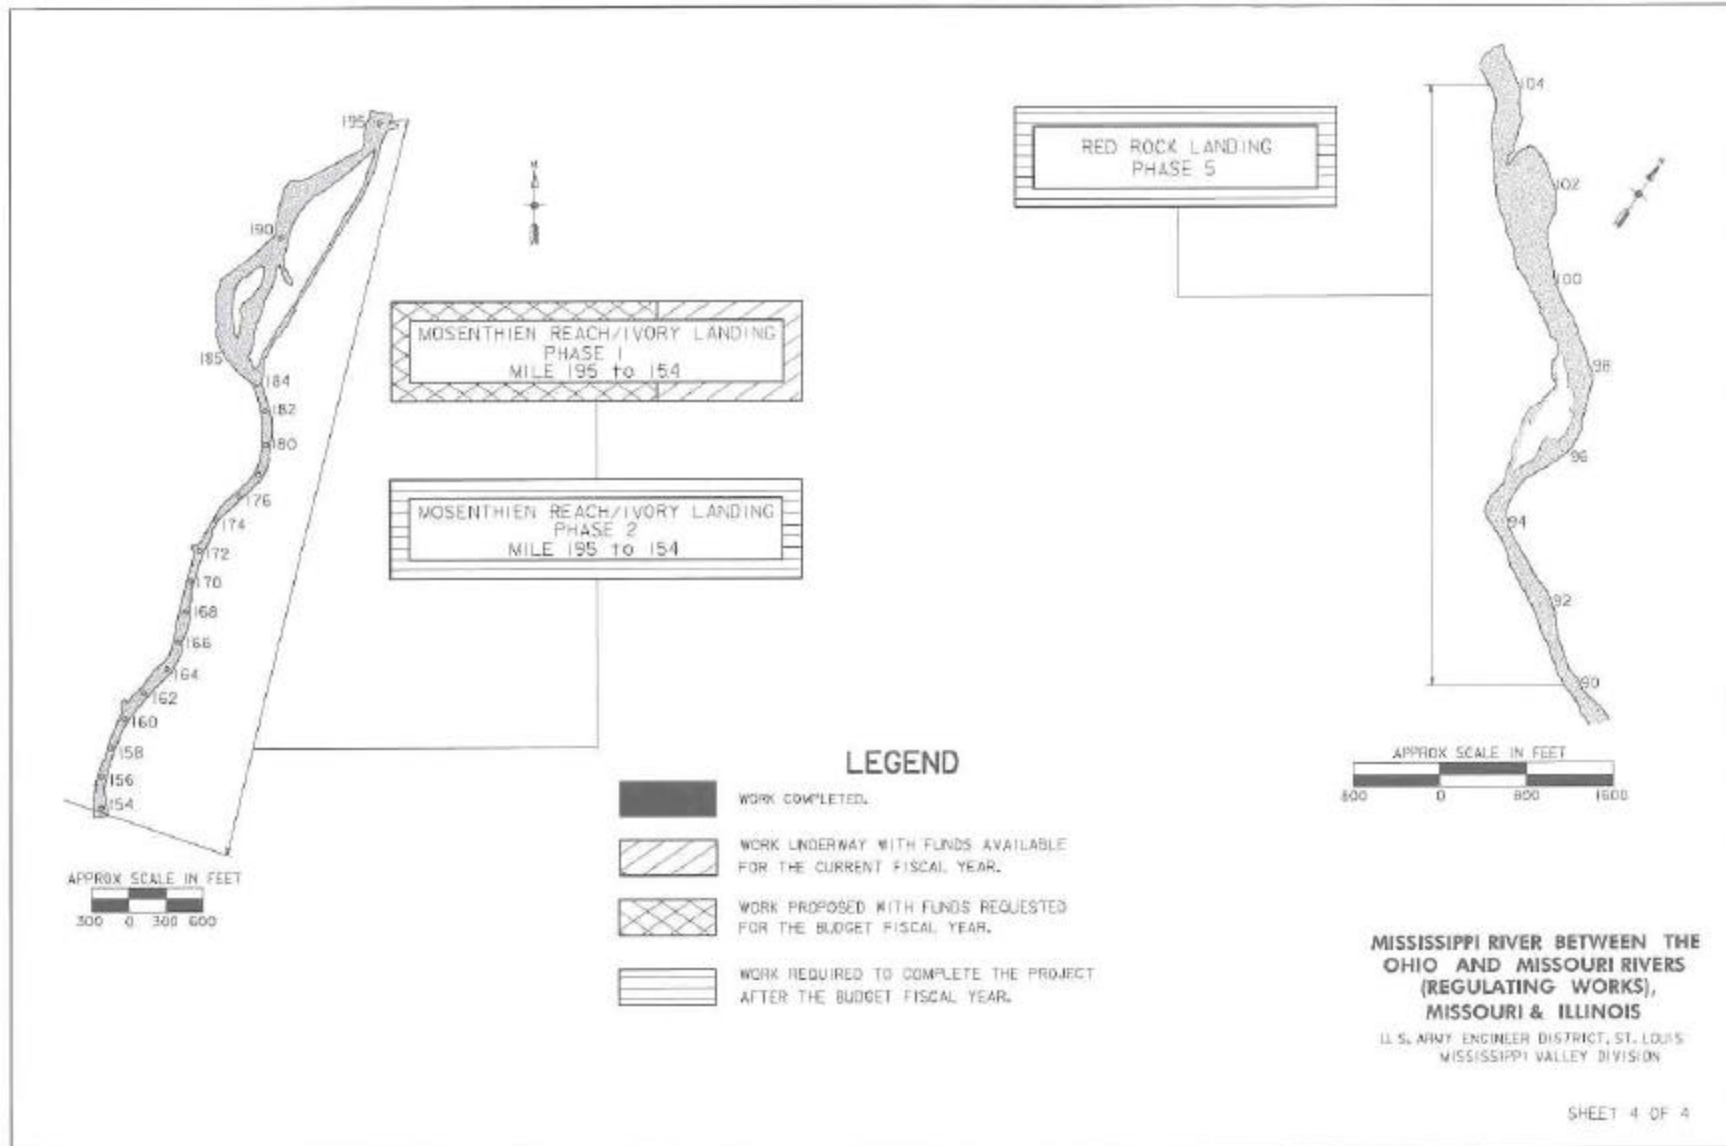 195
190
185
184
182
180
176
174
172
170
168
166
164
162
160
158
156
154
APPROX SCALE IN FEET
300 0 300 600
N
MOSENTHIEN REACH/IVORY LANDING
PHASE 1
MILE 195 to 154
MOSENTHIEN REACH/IVORY LANDING
PHASE 2
MILE 195 to 154
RED ROCK LANDING
PHASE 5
104
102
100
98
96
94
92
90
APPROX SCALE IN FEET
800 0 800 1600
LEGEND
WORK COMPLETED.
WORK UNDERWAY WITH FUNDS AVAILABLE
FOR THE CURRENT FISCAL YEAR.
WORK PROPOSED WITH FUNDS REQUESTED
FOR THE BUDGET FISCAL YEAR.
WORK REQUIRED TO COMPLETE THE PROJECT
AFTER THE BUDGET FISCAL YEAR.
MISSISSIPPI RIVER BETWEEN THE
OHIO AND MISSOURI RIVERS
(REGULATING WORKS),
MISSOURI & ILLINOIS
U. S. ARMY ENGINEER DISTRICT, ST. LOUIS
MISSISSIPPI VALLEY DIVISION
SHEET 4 OF 4